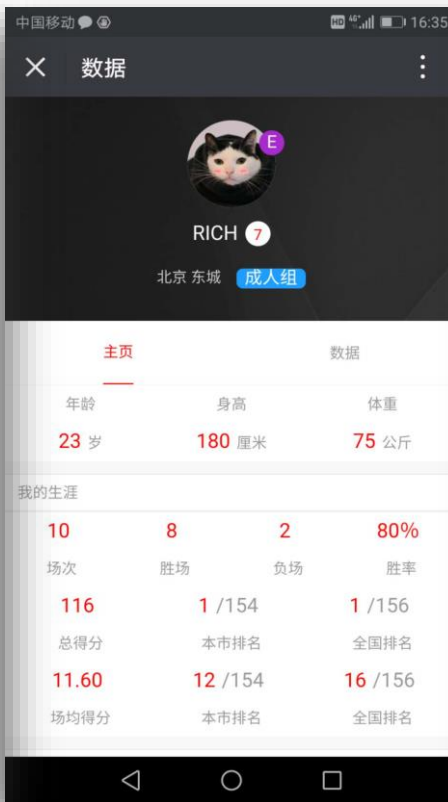 中国移动 HD 4G 16:35
数据
E
RICH 7
北京 东城 成人组
主页 数据
年龄 身高 体重
23 岁 180 厘米 75 公斤
我的生涯
10 8 2 80%
场次 胜场 负场 胜率
116 1 /154 1 /156
总得分 本市排名 全国排名
11.60 12 /154 16 /156
场均得分 本市排名 全国排名